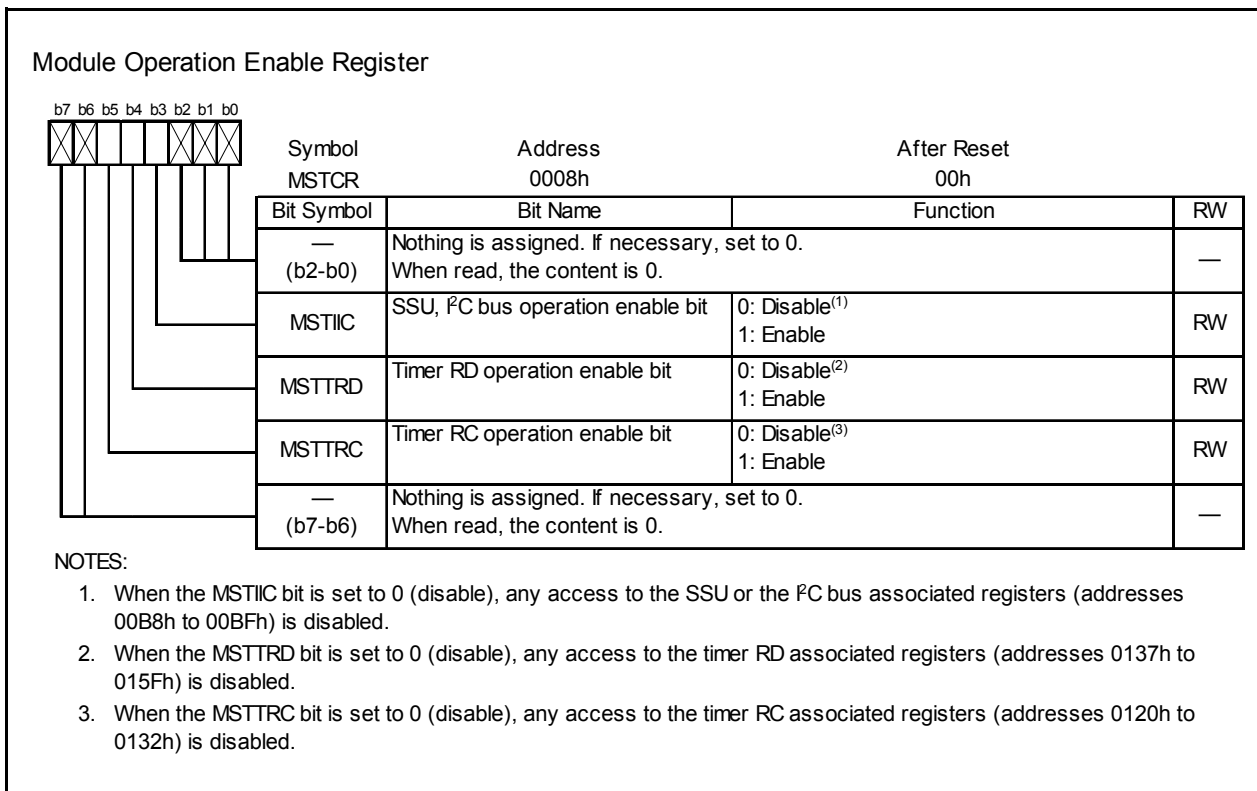 Module Operation Enable Register
b7 b6 b5 b4 b3 b2 b1 b0
Symbol Address After Reset
MSTCR 0008h 00h
Bit Symbol Bit Name Function RW
— Nothing is assigned. If necessary, set to 0. —
(b2-b0) When read, the content is 0.
MSTIIC SSU, I²C bus operation enable bit 0: Disable(1) RW
1: Enable
MSTTRD Timer RD operation enable bit 0: Disable(2) RW
1: Enable
MSTTRC Timer RC operation enable bit 0: Disable(3) RW
1: Enable
— Nothing is assigned. If necessary, set to 0. —
(b7-b6) When read, the content is 0.
NOTES:
1. When the MSTIIC bit is set to 0 (disable), any access to the SSU or the I²C bus associated registers (addresses
00B8h to 00BFh) is disabled.
2. When the MSTTRD bit is set to 0 (disable), any access to the timer RD associated registers (addresses 0137h to
015Fh) is disabled.
3. When the MSTTRC bit is set to 0 (disable), any access to the timer RC associated registers (addresses 0120h to
0132h) is disabled.